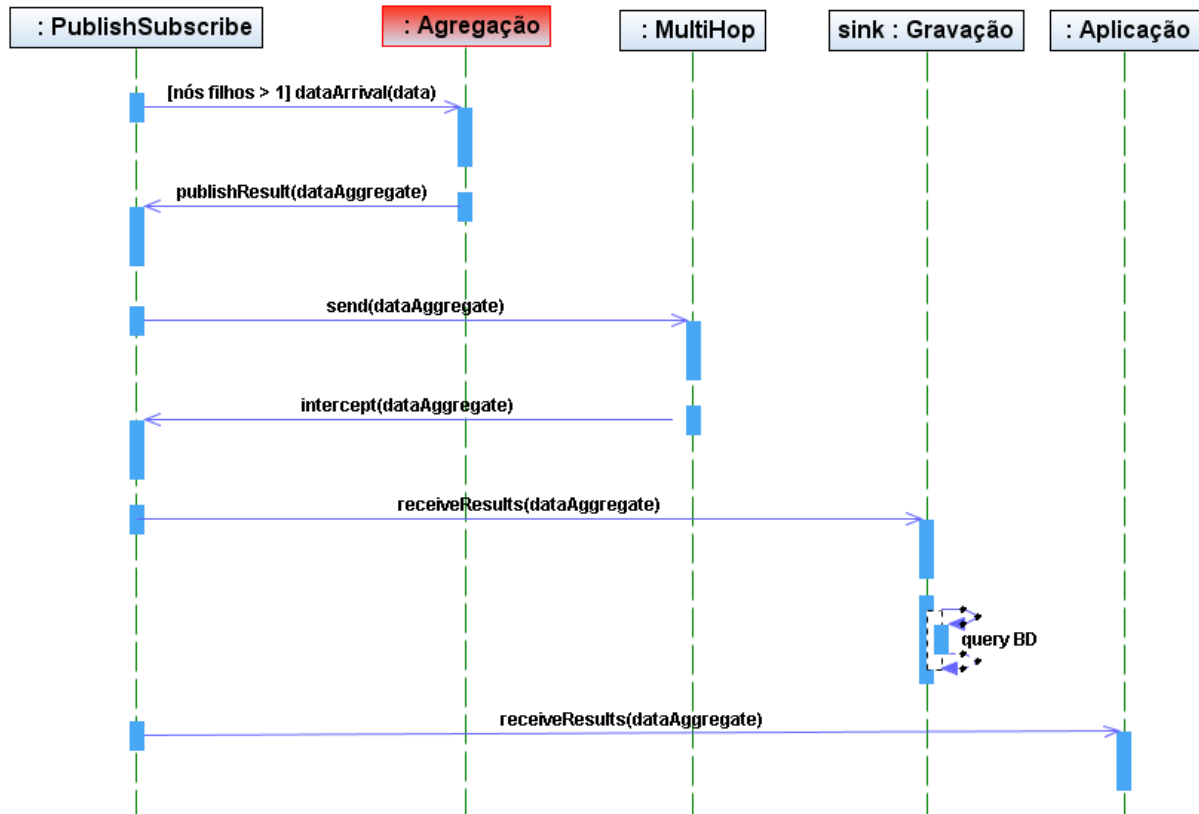 : PublishSubscribe
: Agregação
: MultiHop
sink : Gravação
: Aplicação
[nós filhos > 1] dataArrival(data)
publishResult(dataAggregate)
send(dataAggregate)
intercept(dataAggregate)
receiveResults(dataAggregate)
query BD
receiveResults(dataAggregate)